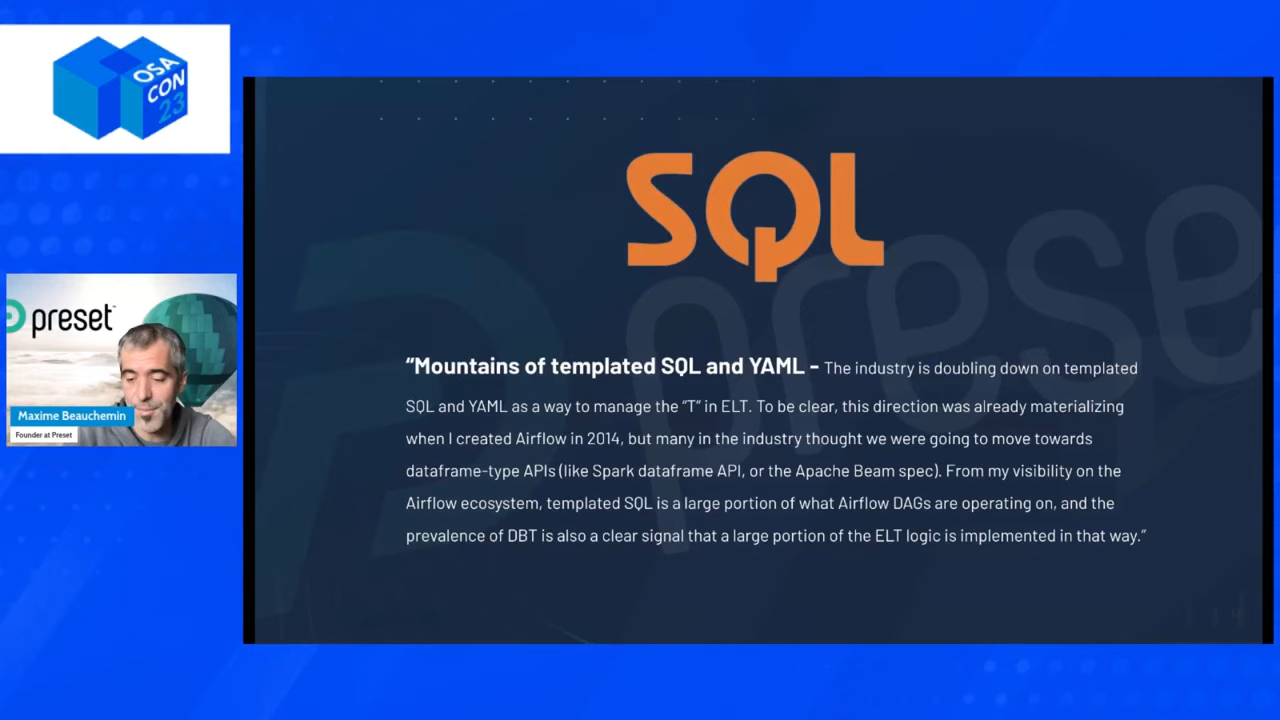 OSA
CON
23
preset
Maxime Beauchemin
Founder at Preset
SQL
prese
“Mountains of templated SQL and YAML - The industry is doubling down on templated
SQL and YAML as a way to manage the “T” in ELT. To be clear, this direction was already materializing
when I created Airflow in 2014, but many in the industry thought we were going to move towards
dataframe-type APIs (like Spark dataframe API, or the Apache Beam spec). From my visibility on the
Airflow ecosystem, templated SQL is a large portion of what Airflow DAGs are operating on, and the
prevalence of DBT is also a clear signal that a large portion of the ELT logic is implemented in that way.”